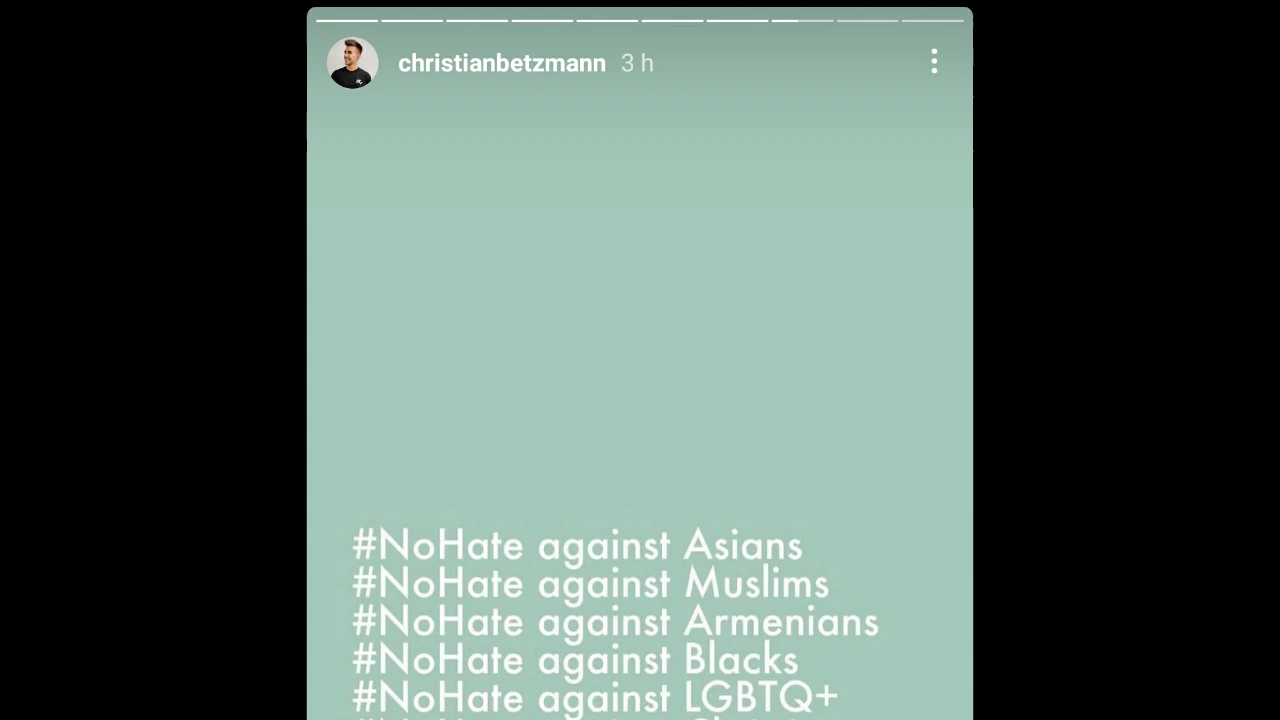 christianbetzmann 3 h
#NoHate against Asians
#NoHate against Muslims
#NoHate against Armenians
#NoHate against Blacks
#NoHate against LGBTQ+